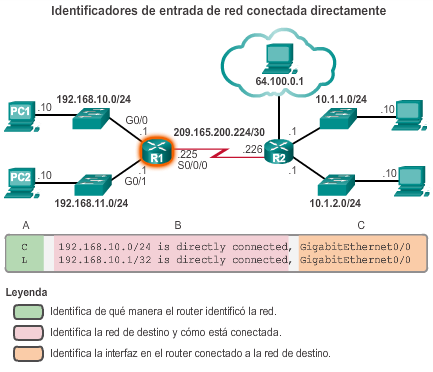 Identificadores de entrada de red conectada directamente
64.100.0.1
192.168.10.0/24
10.1.1.0/24
PC1
.10
G0/0
.1
209.165.200.224/30
.1
.10
R1
.225
S0/0/0
.226
R2
PC2
.10
G0/1
.1
.1
.10
192.168.11.0/24
10.1.2.0/24
A B C
C 192.168.10.0/24 is directly connected, GigabitEthernet0/0
L 192.168.10.1/32 is directly connected, GigabitEthernet0/0
Leyenda
Identifica de qué manera el router identificó la red.
Identifica la red de destino y cómo está conectada.
Identifica la interfaz en el router conectado a la red de destino.